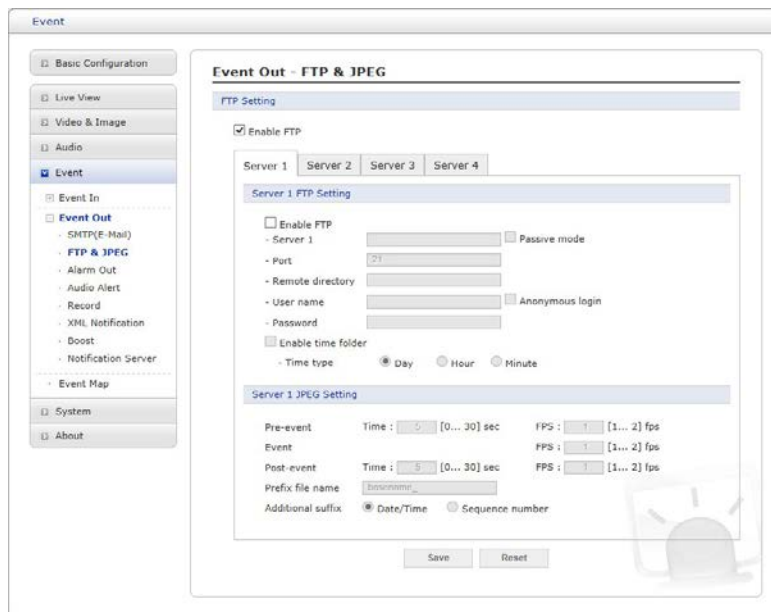 Event
Basic Configuration
Live View
Video & Image
Audio
Event
Event In
Event Out
SMTP(E-Mail)
FTP & JPEG
Alarm Out
Audio Alert
Record
XML Notification
Boost
Notification Server
Event Map
System
About
Event Out - FTP & JPEG
FTP Setting
Enable FTP
Server 1 Server 2 Server 3 Server 4
Server 1 FTP Setting
Enable FTP
- Server 1 Passive mode
- Port 21
- Remote directory
- User name Anonymous login
- Password
Enable time folder
- Time type Day Hour Minute
Server 1 JPEG Setting
Pre-event Time : 5 [0... 30] sec FPS : 1 [1... 2] fps
Event FPS : 1 [1... 2] fps
Post-event Time : 5 [0... 30] sec FPS : 1 [1... 2] fps
Prefix file name basename_
Additional suffix Date/Time Sequence number
Save Reset